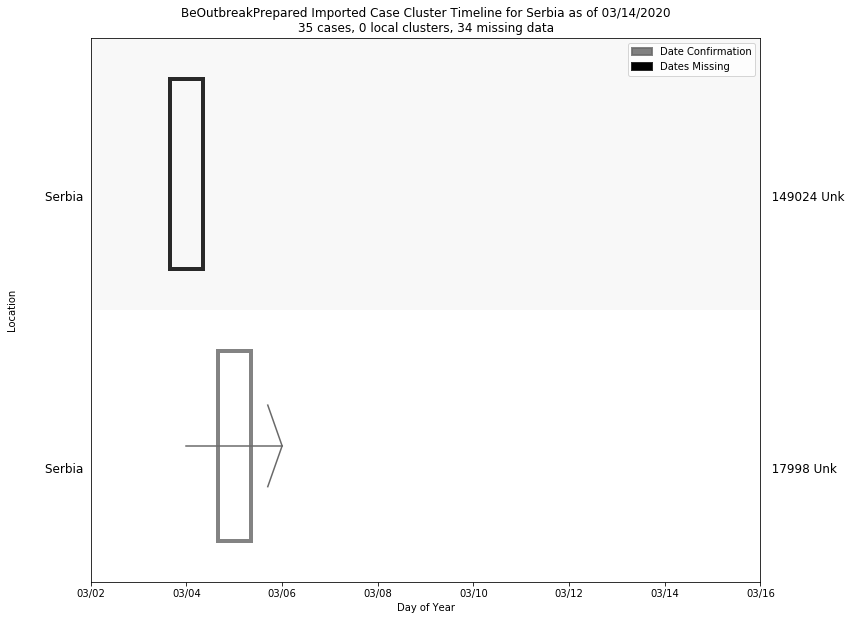 BeOutbreakPrepared Imported Case Cluster Timeline for Serbia as of 03/14/2020
35 cases, 0 local clusters, 34 missing data
Date Confirmation
Dates Missing
Serbia
149024 Unk
Location
Serbia
17998 Unk
03/02
03/04
03/06
03/08
03/10
03/12
03/14
03/16
Day of Year